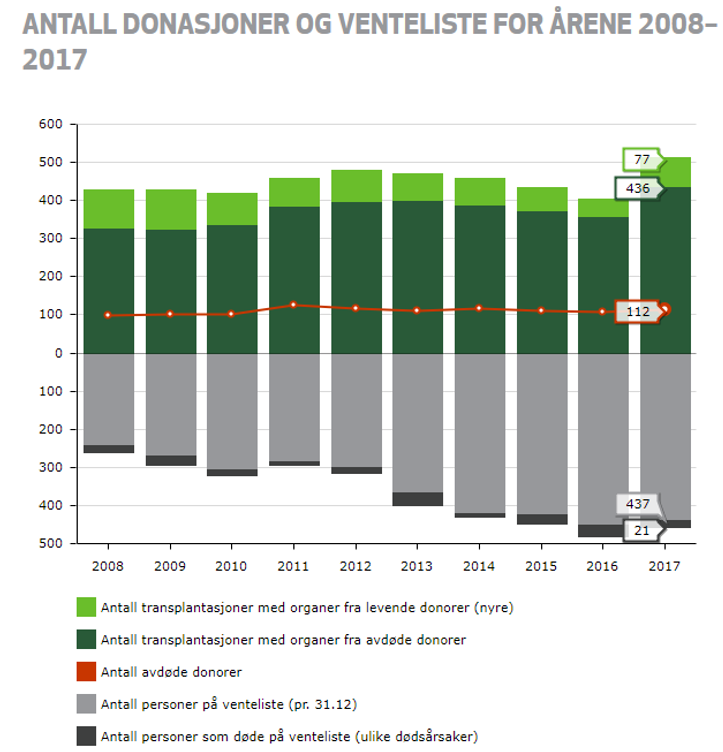 ANTALL DONASJONER OG VENTELISTE FOR ÅRENE 2008–
2017
600
500
77
436
400
300
200
100
112
0
100
200
300
400
437
21
500
2008 2009 2010 2011 2012 2013 2014 2015 2016 2017
Antall transplantasjoner med organer fra levende donorer (nyre)
Antall transplantasjoner med organer fra avdøde donorer
Antall avdøde donorer
Antall personer på venteliste (pr. 31.12)
Antall personer som døde på venteliste (ulike dødsårsaker)